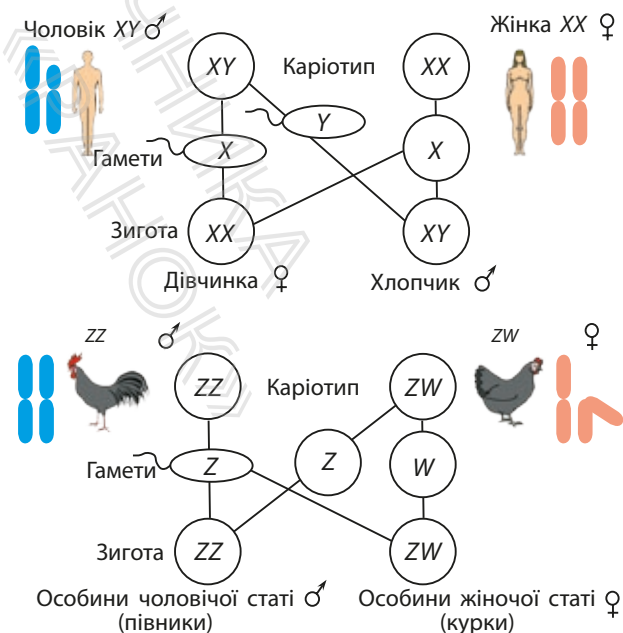 Чоловік XY ♂
Жінка XX ♀
XY
Каріотип
XX
Y
Гамети
X
X
Зигота
XX
XY
Дівчинка ♀
Хлопчик ♂
ZZ ♂
ZW ♀
ZZ
Каріотип
ZW
Гамети
Z
Z
W
Зигота
ZZ
ZW
Особини чоловічої статі ♂
(півники)
Особини жіночої статі ♀
(курки)